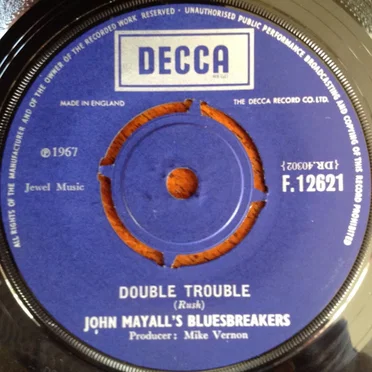 ALL RIGHTS OF THE MANUFACTURER AND OF THE OWNER OF THE RECORDED WORK RESERVED • UNAUTHORISED PUBLIC PERFORMANCE BROADCASTING AND COPYING OF THIS RECORD PROHIBITED
DECCA
MADE IN ENGLAND
THE DECCA RECORD CO. LTD.
℗1967
{DR.40302}
Jewel Music
F.12621
DOUBLE TROUBLE
(Rush)
JOHN MAYALL'S BLUESBREAKERS
Producer: Mike Vernon